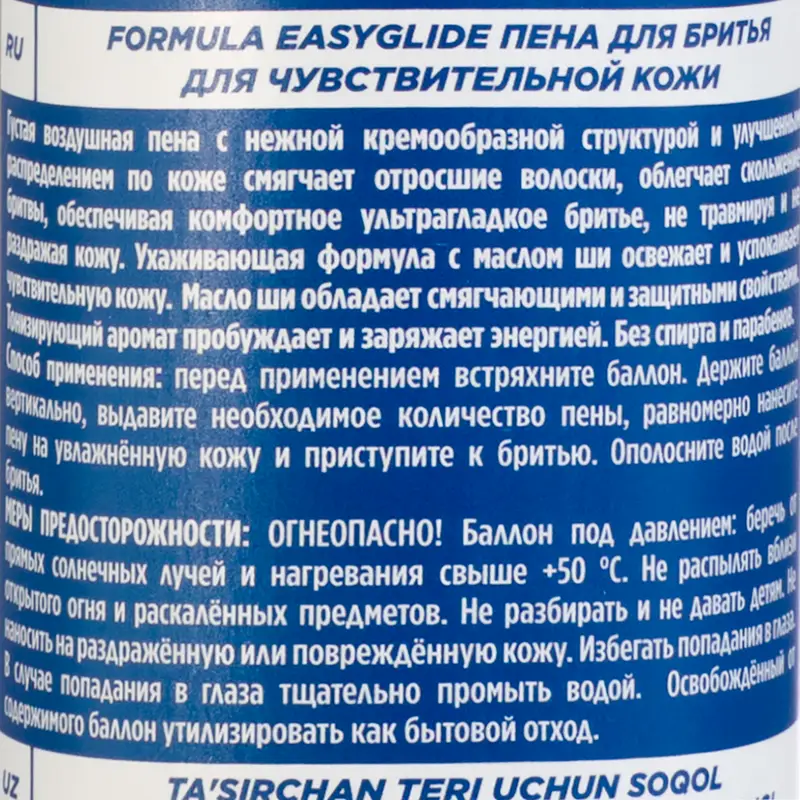 RU
FORMULA EASYGLIDE ПЕНА ДЛЯ БРИТЬЯ
ДЛЯ ЧУВСТВИТЕЛЬНОЙ КОЖИ
Густая воздушная пена с нежной кремообразной структурой и улучшенным
распределением по коже смягчает отросшие волоски, облегчает скольжение
бритвы, обеспечивая комфортное ультрагладкое бритье, не травмируя и не
раздражая кожу. Ухаживающая формула с маслом ши освежает и успокаивает
чувствительную кожу. Масло ши обладает смягчающими и защитными свойствами.
Тонизирующий аромат пробуждает и заряжает энергией. Без спирта и парабенов.
Способ применения: перед применением встряхните баллон. Держите баллон
вертикально, выдавите необходимое количество пены, равномерно нанесите
пену на увлажнённую кожу и приступите к бритью. Ополосните водой после
бритья.
МЕРЫ ПРЕДОСТОРОЖНОСТИ: ОГНЕОПАСНО! Баллон под давлением: беречь от
прямых солнечных лучей и нагревания свыше +50 °С. Не распылять вблизи
открытого огня и раскалённых предметов. Не разбирать и не давать детям. Не
наносить на раздражённую или повреждённую кожу. Избегать попадания в глаза.
В случае попадания в глаза тщательно промыть водой. Освобождённый от
содержимого баллон утилизировать как бытовой отход.
UZ
TA'SIRCHAN TERI UCHUN SOQOL